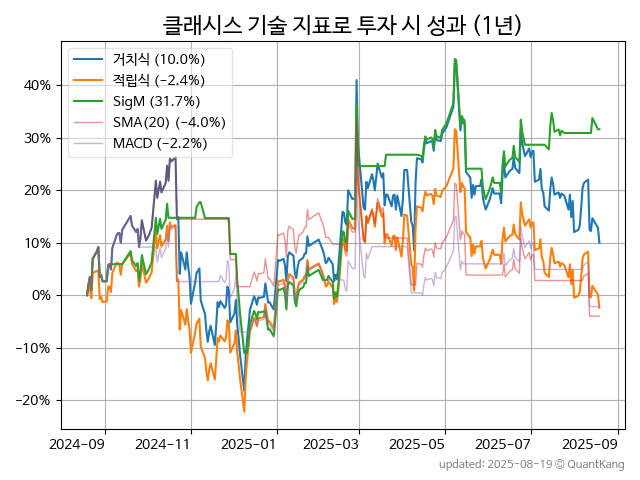 클래시스 기술 지표로 투자 시 성과 (1년)
거치식 (10.0%)
적립식 (−2.4%)
SigM (31.7%)
SMA(20) (−4.0%)
MACD (−2.2%)
40%
30%
20%
10%
0%
−10%
−20%
2024-09 2024-11 2025-01 2025-03 2025-05 2025-07 2025-09
updated: 2025-08-19 © QuantKang